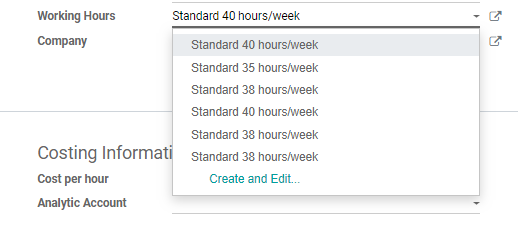 Working Hours Standard 40 hours/week
Company
Standard 40 hours/week
Standard 35 hours/week
Standard 38 hours/week
Standard 40 hours/week
Standard 38 hours/week
Standard 38 hours/week
Create and Edit...
Costing Informati
Cost per hour
Analytic Account